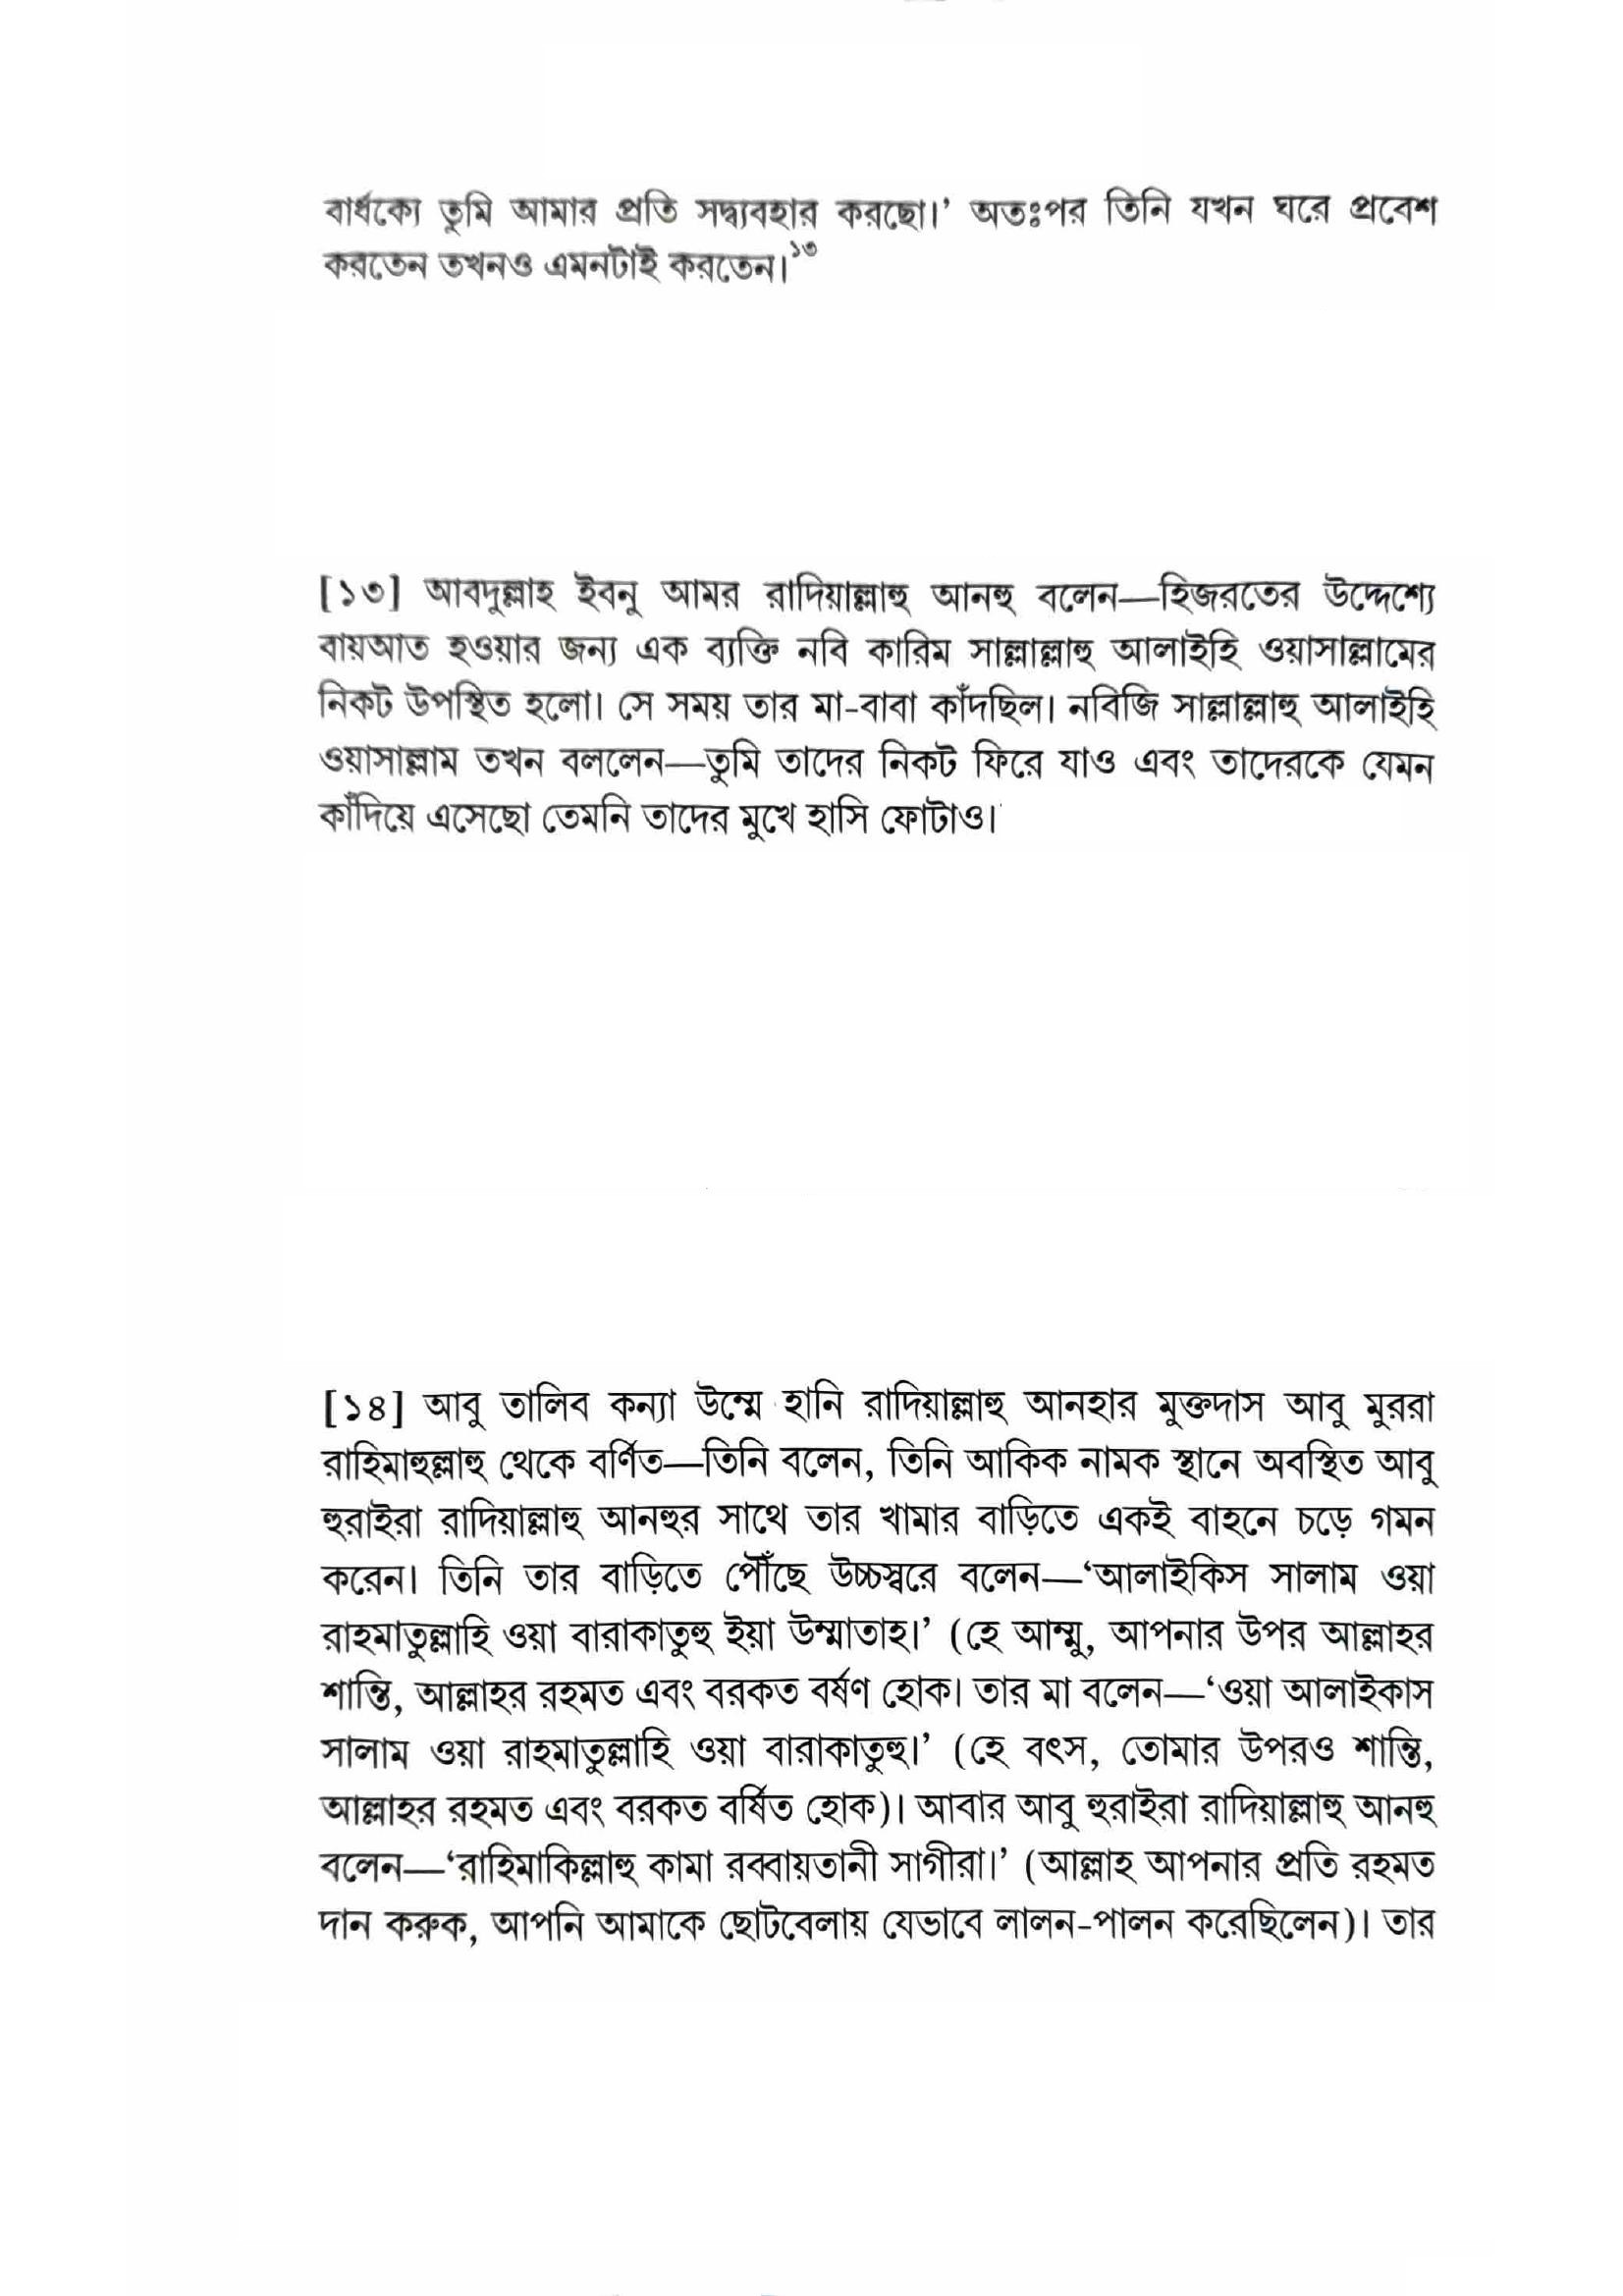 বার্ধক্যে তুমি আমার প্রতি সদ্ব্যবহার করছো।’ অতঃপর তিনি যখন ঘরে প্রবেশ
করতেন তখনও এমনটাই করতেন।১৩
[১৩] আবদুল্লাহ ইবনু আমর রাদিয়াল্লাহু আনহু বলেন—হিজরতের উদ্দেশ্যে
বায়আত হওয়ার জন্য এক ব্যক্তি নবি কারিম সাল্লাল্লাহু আলাইহি ওয়াসাল্লামের
নিকট উপস্থিত হলো। সে সময় তার মা-বাবা কাঁদছিল। নবিজি সাল্লাল্লাহু আলাইহি
ওয়াসাল্লাম তখন বললেন—তুমি তাদের নিকট ফিরে যাও এবং তাদেরকে যেমন
কাঁদিয়ে এসেছো তেমনি তাদের মুখে হাসি ফোটাও।
[১৪] আবু তালিব কন্যা উম্মে হানি রাদিয়াল্লাহু আনহার মুক্তদাস আবু মুররা
রাহিমাহুল্লাহু থেকে বর্ণিত—তিনি বলেন, তিনি আকিক নামক স্থানে অবস্থিত আবু
হুরাইরা রাদিয়াল্লাহু আনহুর সাথে তার খামার বাড়িতে একই বাহনে চড়ে গমন
করেন। তিনি তার বাড়িতে পৌঁছে উচ্চস্বরে বলেন—‘আলাইকিস সালাম ওয়া
রাহমাতুল্লাহি ওয়া বারাকাতুহু ইয়া উম্মাতাহ।’ (হে আম্মু, আপনার উপর আল্লাহর
শান্তি, আল্লাহর রহমত এবং বরকত বর্ষণ হোক। তার মা বলেন—‘ওয়া আলাইকাস
সালাম ওয়া রাহমাতুল্লাহি ওয়া বারাকাতুহু।’ (হে বৎস, তোমার উপরও শান্তি,
আল্লাহর রহমত এবং বরকত বর্ষিত হোক)। আবার আবু হুরাইরা রাদিয়াল্লাহু আনহু
বলেন—‘রাহিমাকিল্লাহু কামা রব্বায়তানী সাগীরা।’ (আল্লাহ আপনার প্রতি রহমত
দান করুক, আপনি আমাকে ছোটবেলায় যেভাবে লালন-পালন করেছিলেন)। তার